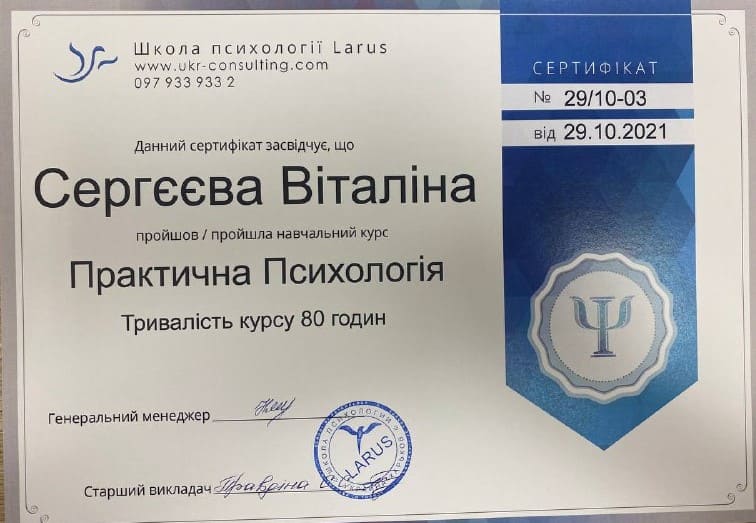 Школа психології Larus
www.ukr-consulting.com
097 933 933 2
СЕРТИФІКАТ
№ 29/10-03
від 29.10.2021
Данний сертифікат засвідчує, що
Сергєєва Віталіна
пройшов / пройшла навчальний курс
Практична Психологія
Тривалість курсу 80 годин
Ψ
Генеральний менеджер
ШКОЛА ПСИХОЛОГИИ
LARUS
Старший викладач